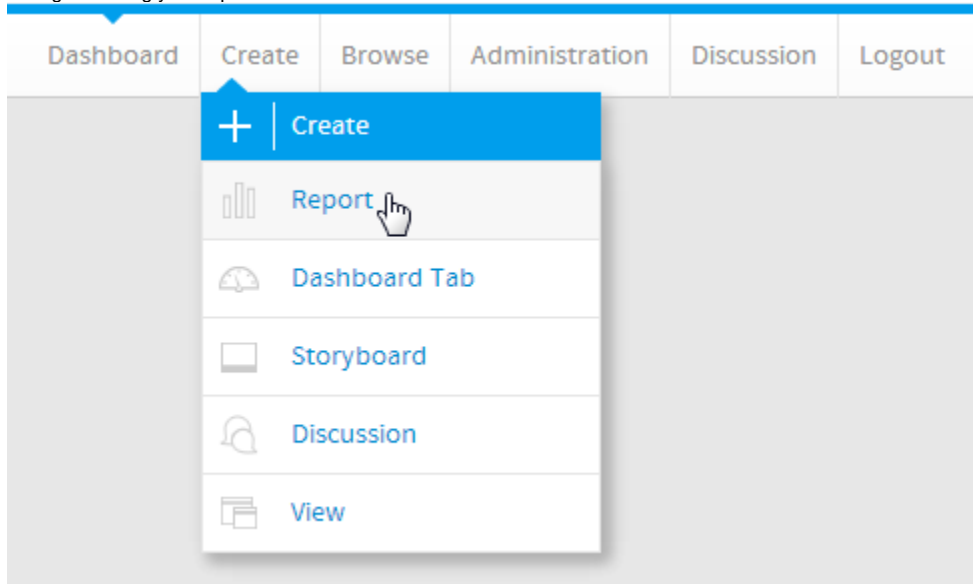 Dashboard Create Browse Administration Discussion Logout
Create
Report
Dashboard Tab
Storyboard
Discussion
View